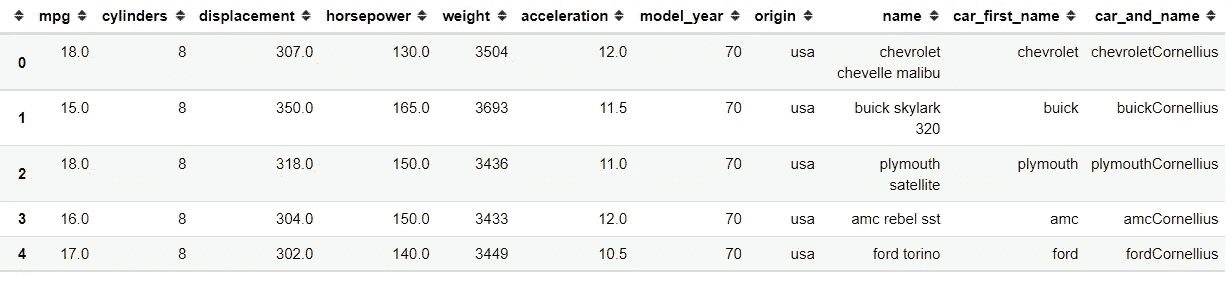 mpg cylinders displacement horsepower weight acceleration model_year origin name car_first_name car_and_name
0 18.0 8 307.0 130.0 3504 12.0 70 usa chevrolet chevrolet chevroletCornellius
chevelle malibu
1 15.0 8 350.0 165.0 3693 11.5 70 usa buick skylark buick buickCornellius
320
2 18.0 8 318.0 150.0 3436 11.0 70 usa plymouth plymouth plymouthCornellius
satellite
3 16.0 8 304.0 150.0 3433 12.0 70 usa amc rebel sst amc amcCornellius
4 17.0 8 302.0 140.0 3449 10.5 70 usa ford torino ford fordCornellius